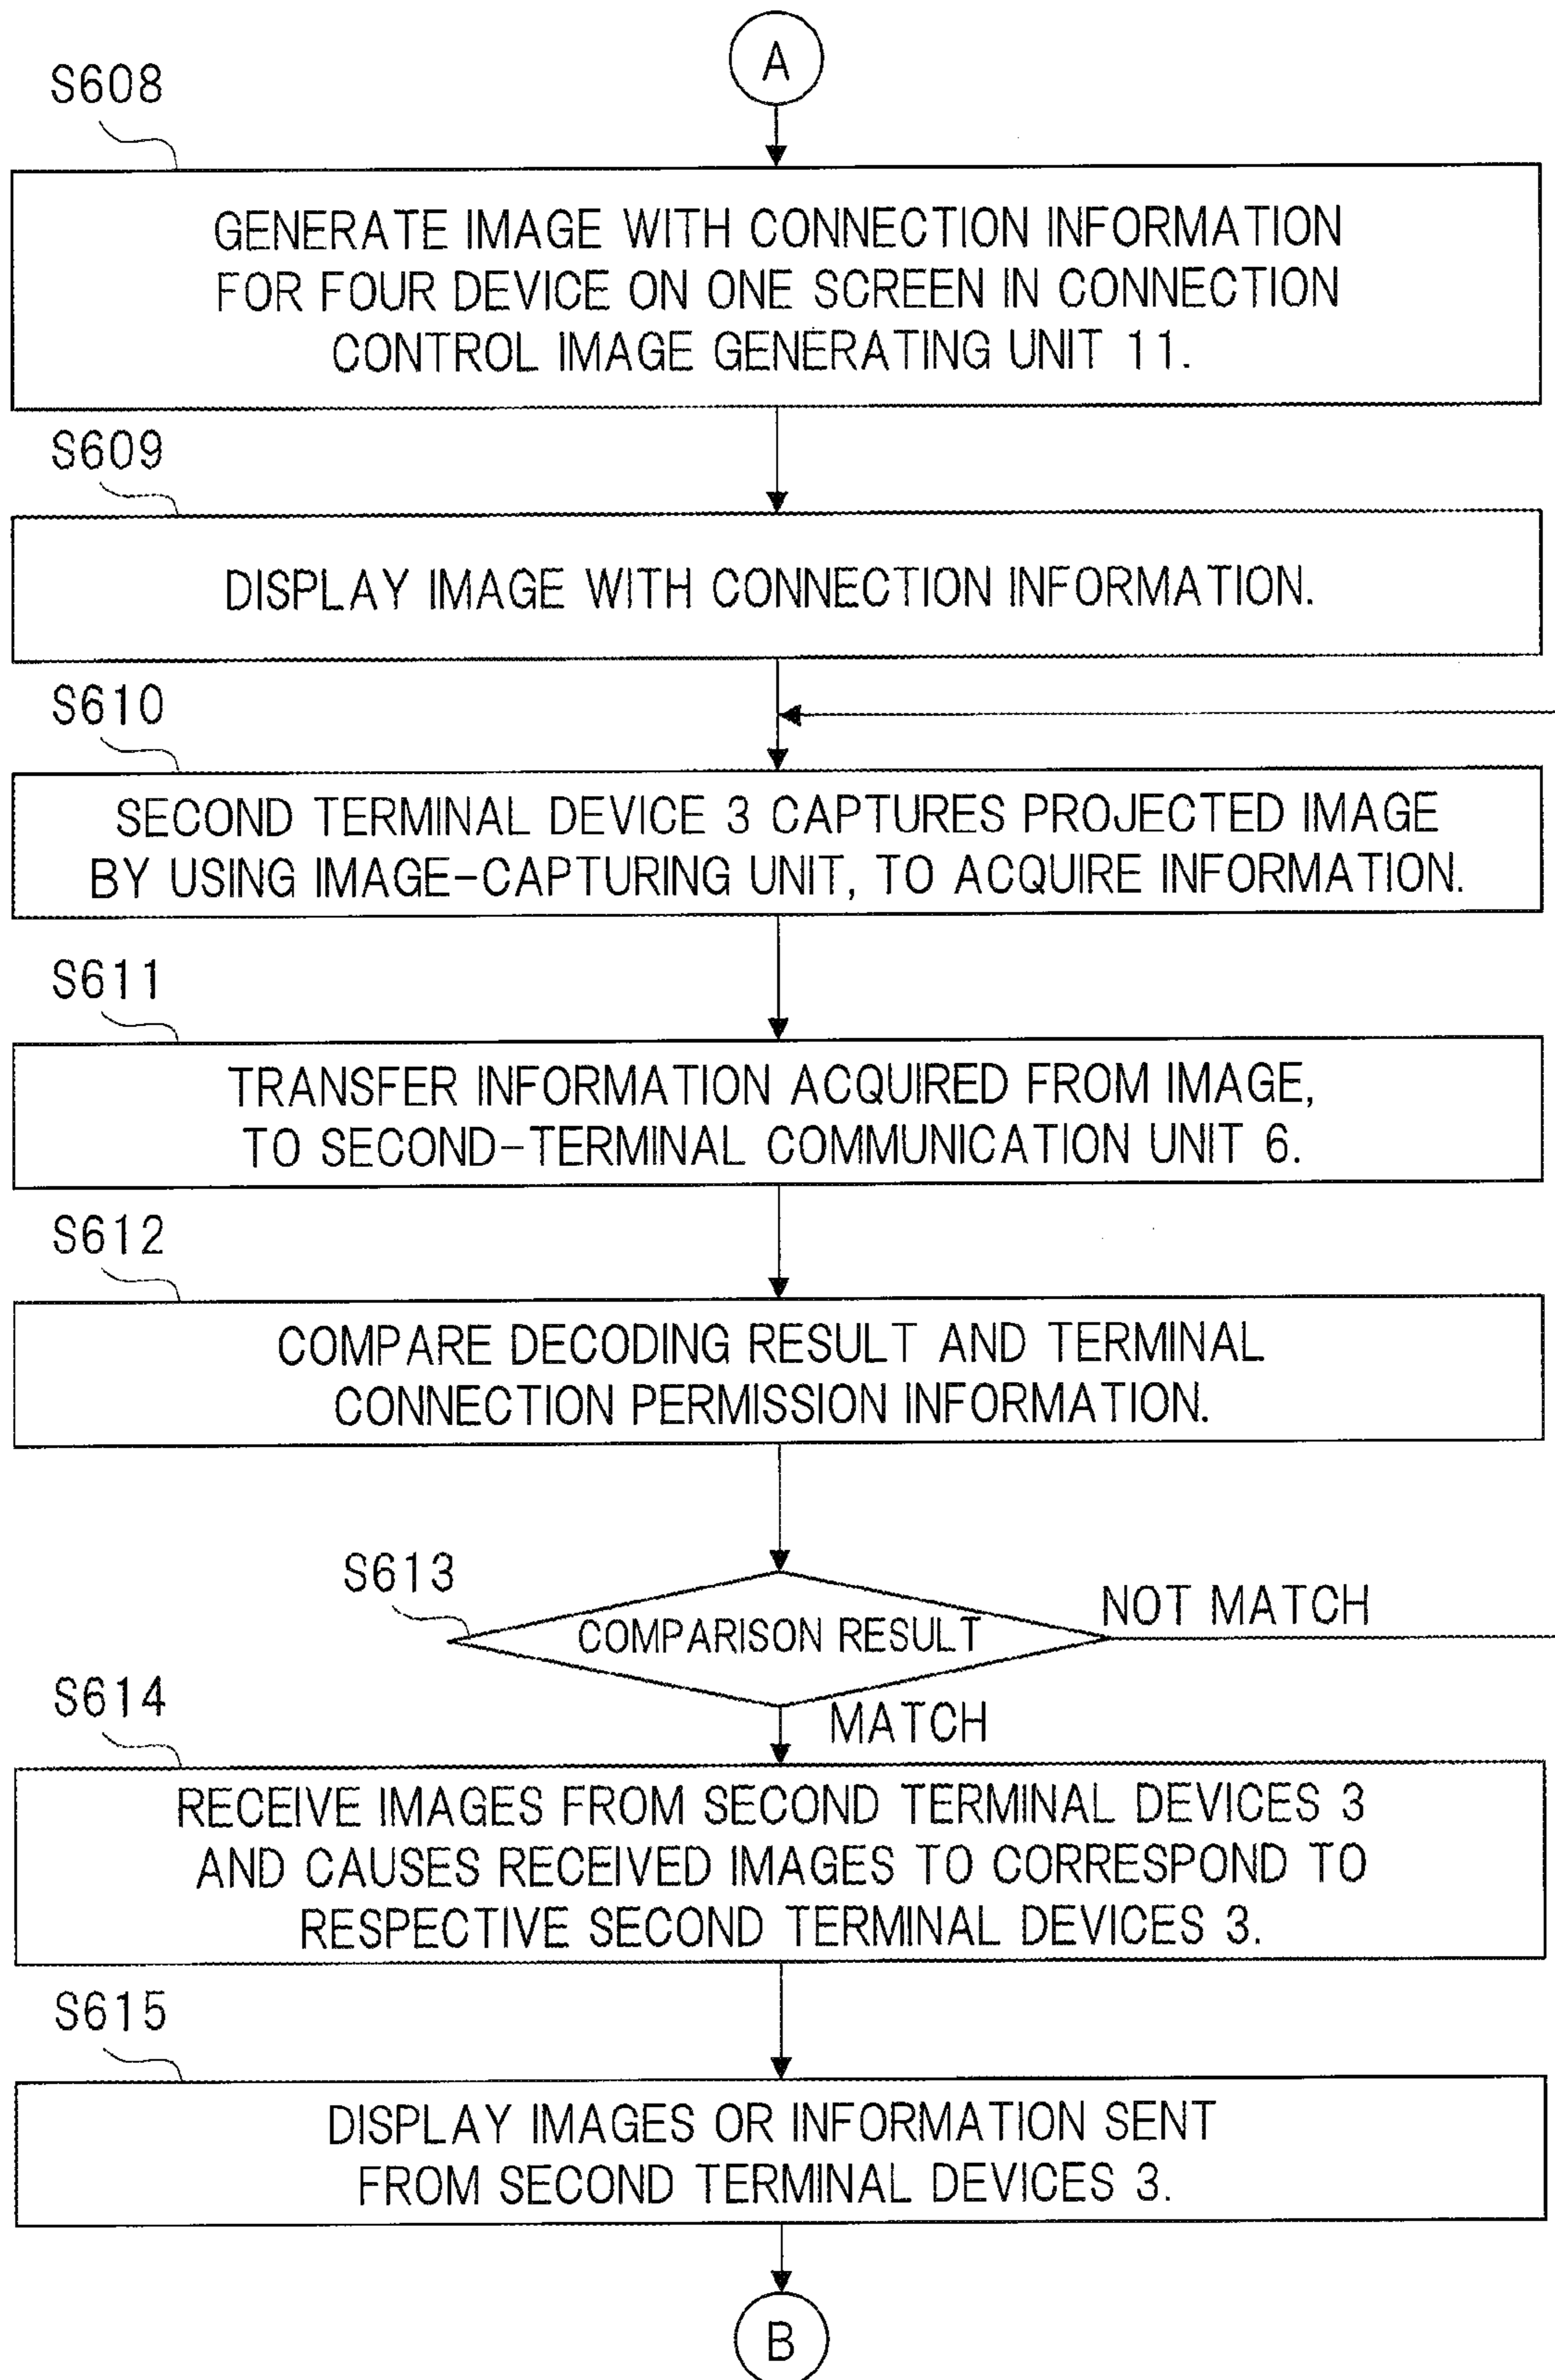 A
S608
GENERATE IMAGE WITH CONNECTION INFORMATION
FOR FOUR DEVICE ON ONE SCREEN IN CONNECTION
CONTROL IMAGE GENERATING UNIT 11.
S609
DISPLAY IMAGE WITH CONNECTION INFORMATION.
S610
SECOND TERMINAL DEVICE 3 CAPTURES PROJECTED IMAGE
BY USING IMAGE-CAPTURING UNIT, TO ACQUIRE INFORMATION.
S611
TRANSFER INFORMATION ACQUIRED FROM IMAGE,
TO SECOND-TERMINAL COMMUNICATION UNIT 6.
S612
COMPARE DECODING RESULT AND TERMINAL
CONNECTION PERMISSION INFORMATION.
S613
COMPARISON RESULT
NOT MATCH
MATCH
S614
RECEIVE IMAGES FROM SECOND TERMINAL DEVICES 3
AND CAUSES RECEIVED IMAGES TO CORRESPOND TO
RESPECTIVE SECOND TERMINAL DEVICES 3.
S615
DISPLAY IMAGES OR INFORMATION SENT
FROM SECOND TERMINAL DEVICES 3.
B